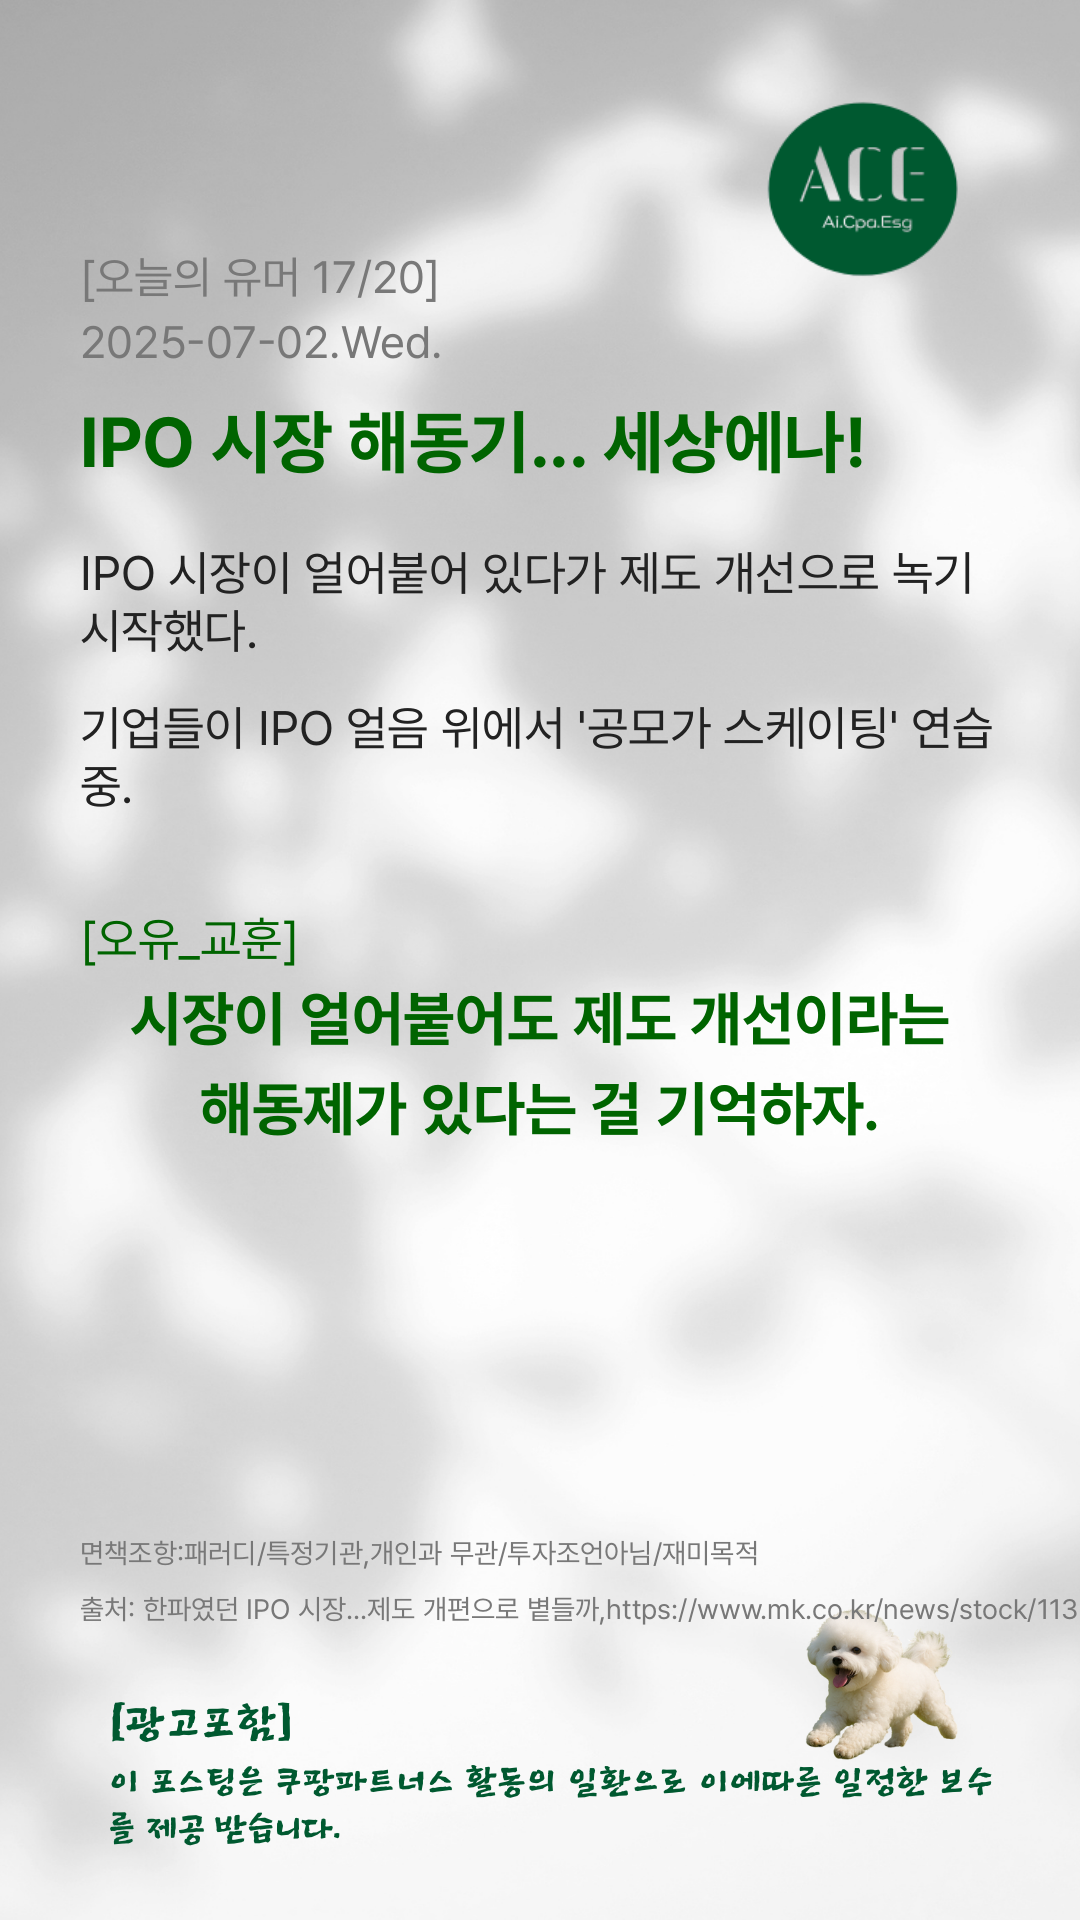 ACE
Ai.Cpa.Esg
[오늘의 유머 17/20]
2025-07-02.Wed.
IPO 시장 해동기... 세상에나!
IPO 시장이 얼어붙어 있다가 제도 개선으로 녹기
시작했다.
기업들이 IPO 얼음 위에서 '공모가 스케이팅' 연습
중.
[오유_교훈]
시장이 얼어붙어도 제도 개선이라는
해동제가 있다는 걸 기억하자.
면책조항:패러디/특정기관,개인과 무관/투자조언아님/재미목적
출처: 한파였던 IPO 시장...제도 개편으로 볕들까,https://www.mk.co.kr/news/stock/113
[광고포함]
이 포스팅은 쿠팡파트너스 활동의 일환으로 이에따른 일정한 보수
를 제공 받습니다.